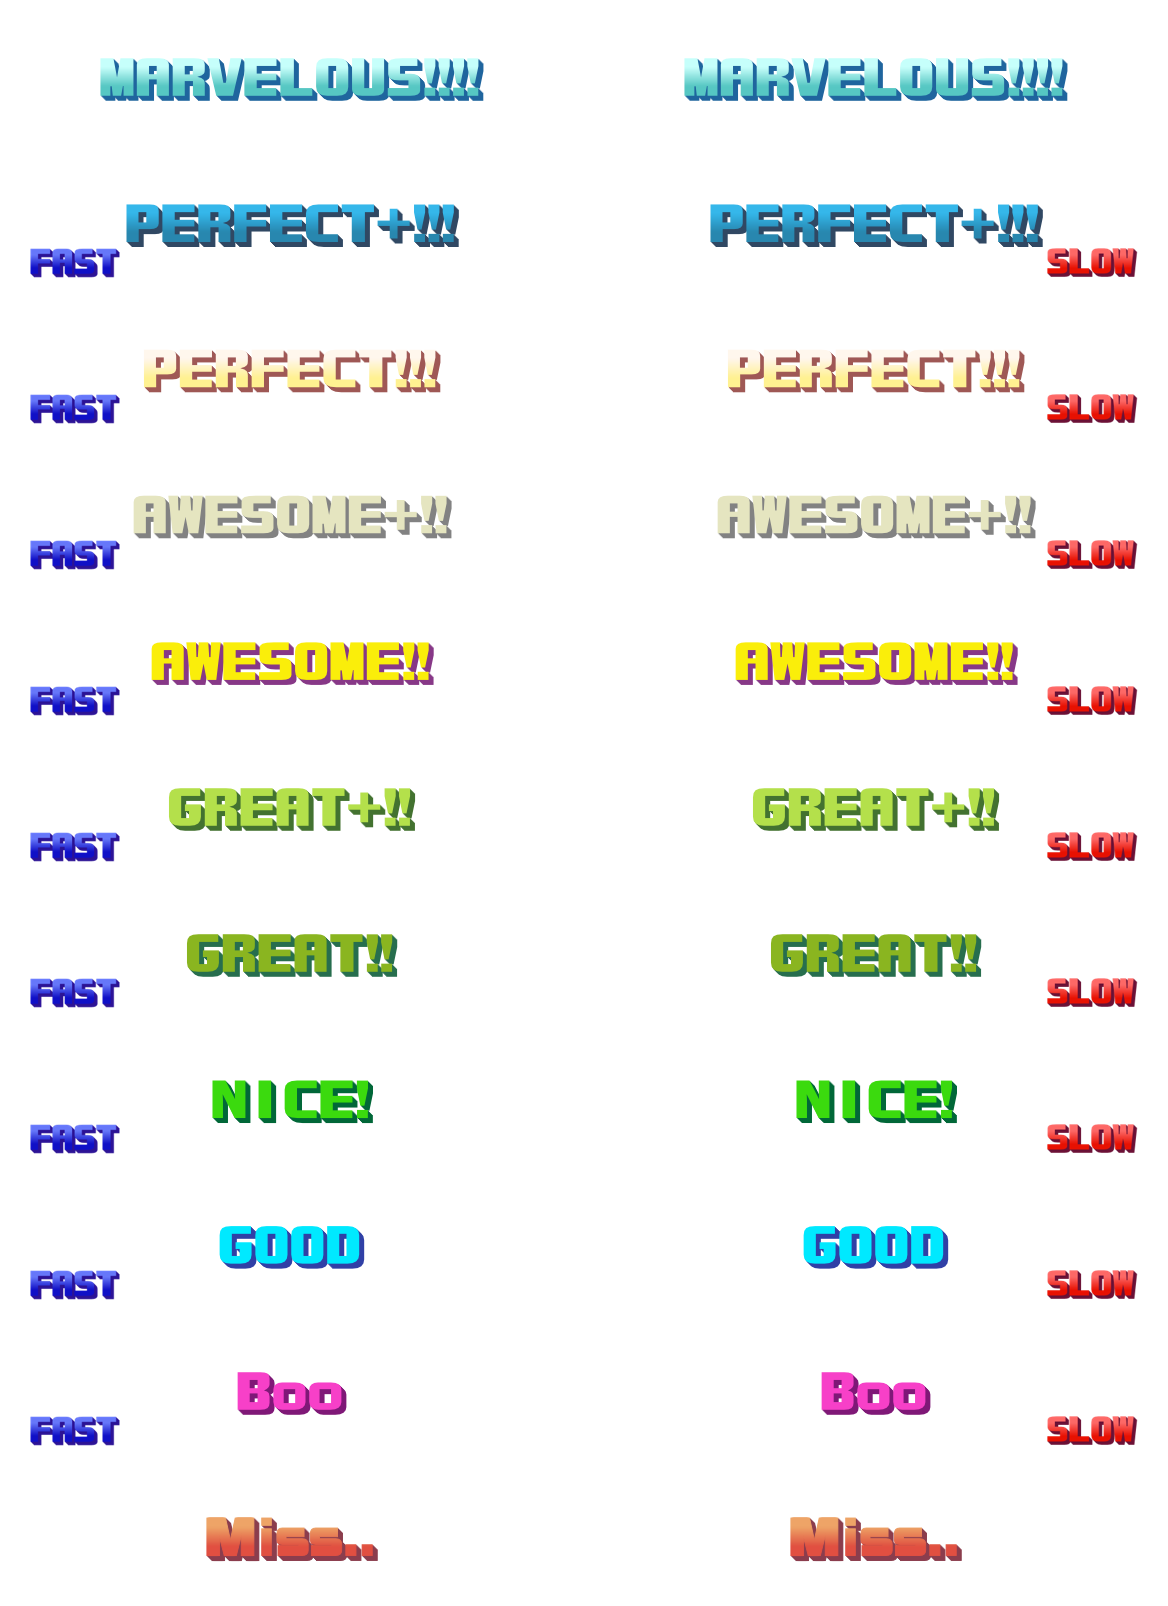 MARVELOUS!!!! MARVELOUS!!!!
PERFECT+!!! PERFECT+!!!
FAST SLOW
PERFECT!!! PERFECT!!!
FAST SLOW
AWESOME+!! AWESOME+!!
FAST SLOW
AWESOME!! AWESOME!!
FAST SLOW
GREAT+!! GREAT+!!
FAST SLOW
GREAT!! GREAT!!
FAST SLOW
NICE! NICE!
FAST SLOW
GOOD GOOD
FAST SLOW
Boo Boo
FAST SLOW
Miss.. Miss..